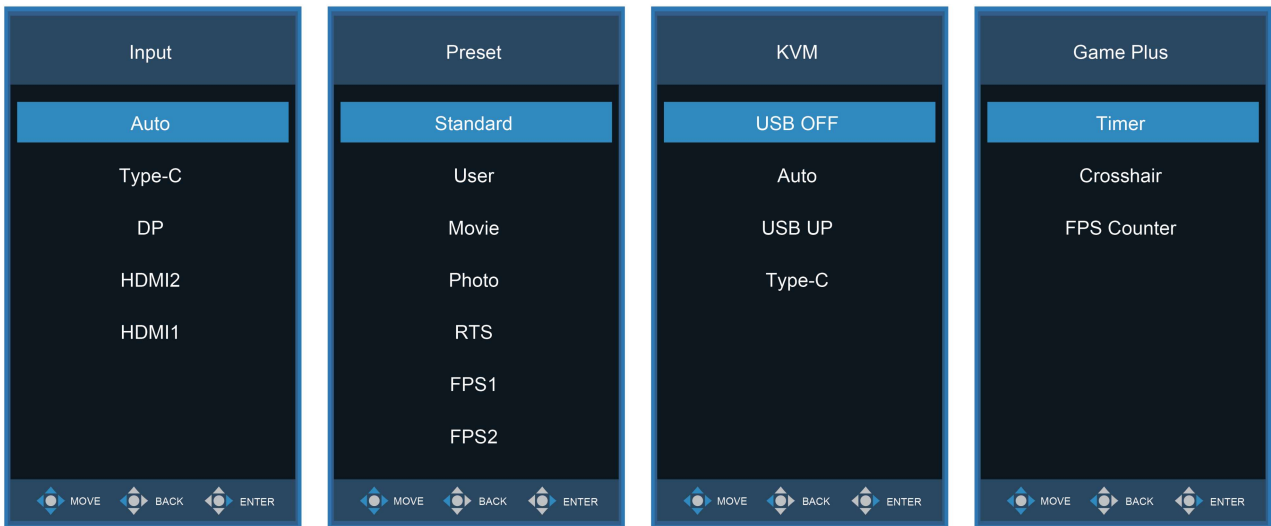 Input
Auto
Type-C
DP
HDMI2
HDMI1
MOVE BACK ENTER
Preset
Standard
User
Movie
Photo
RTS
FPS1
FPS2
MOVE BACK ENTER
KVM
USB OFF
Auto
USB UP
Type-C
MOVE BACK ENTER
Game Plus
Timer
Crosshair
FPS Counter
MOVE BACK ENTER